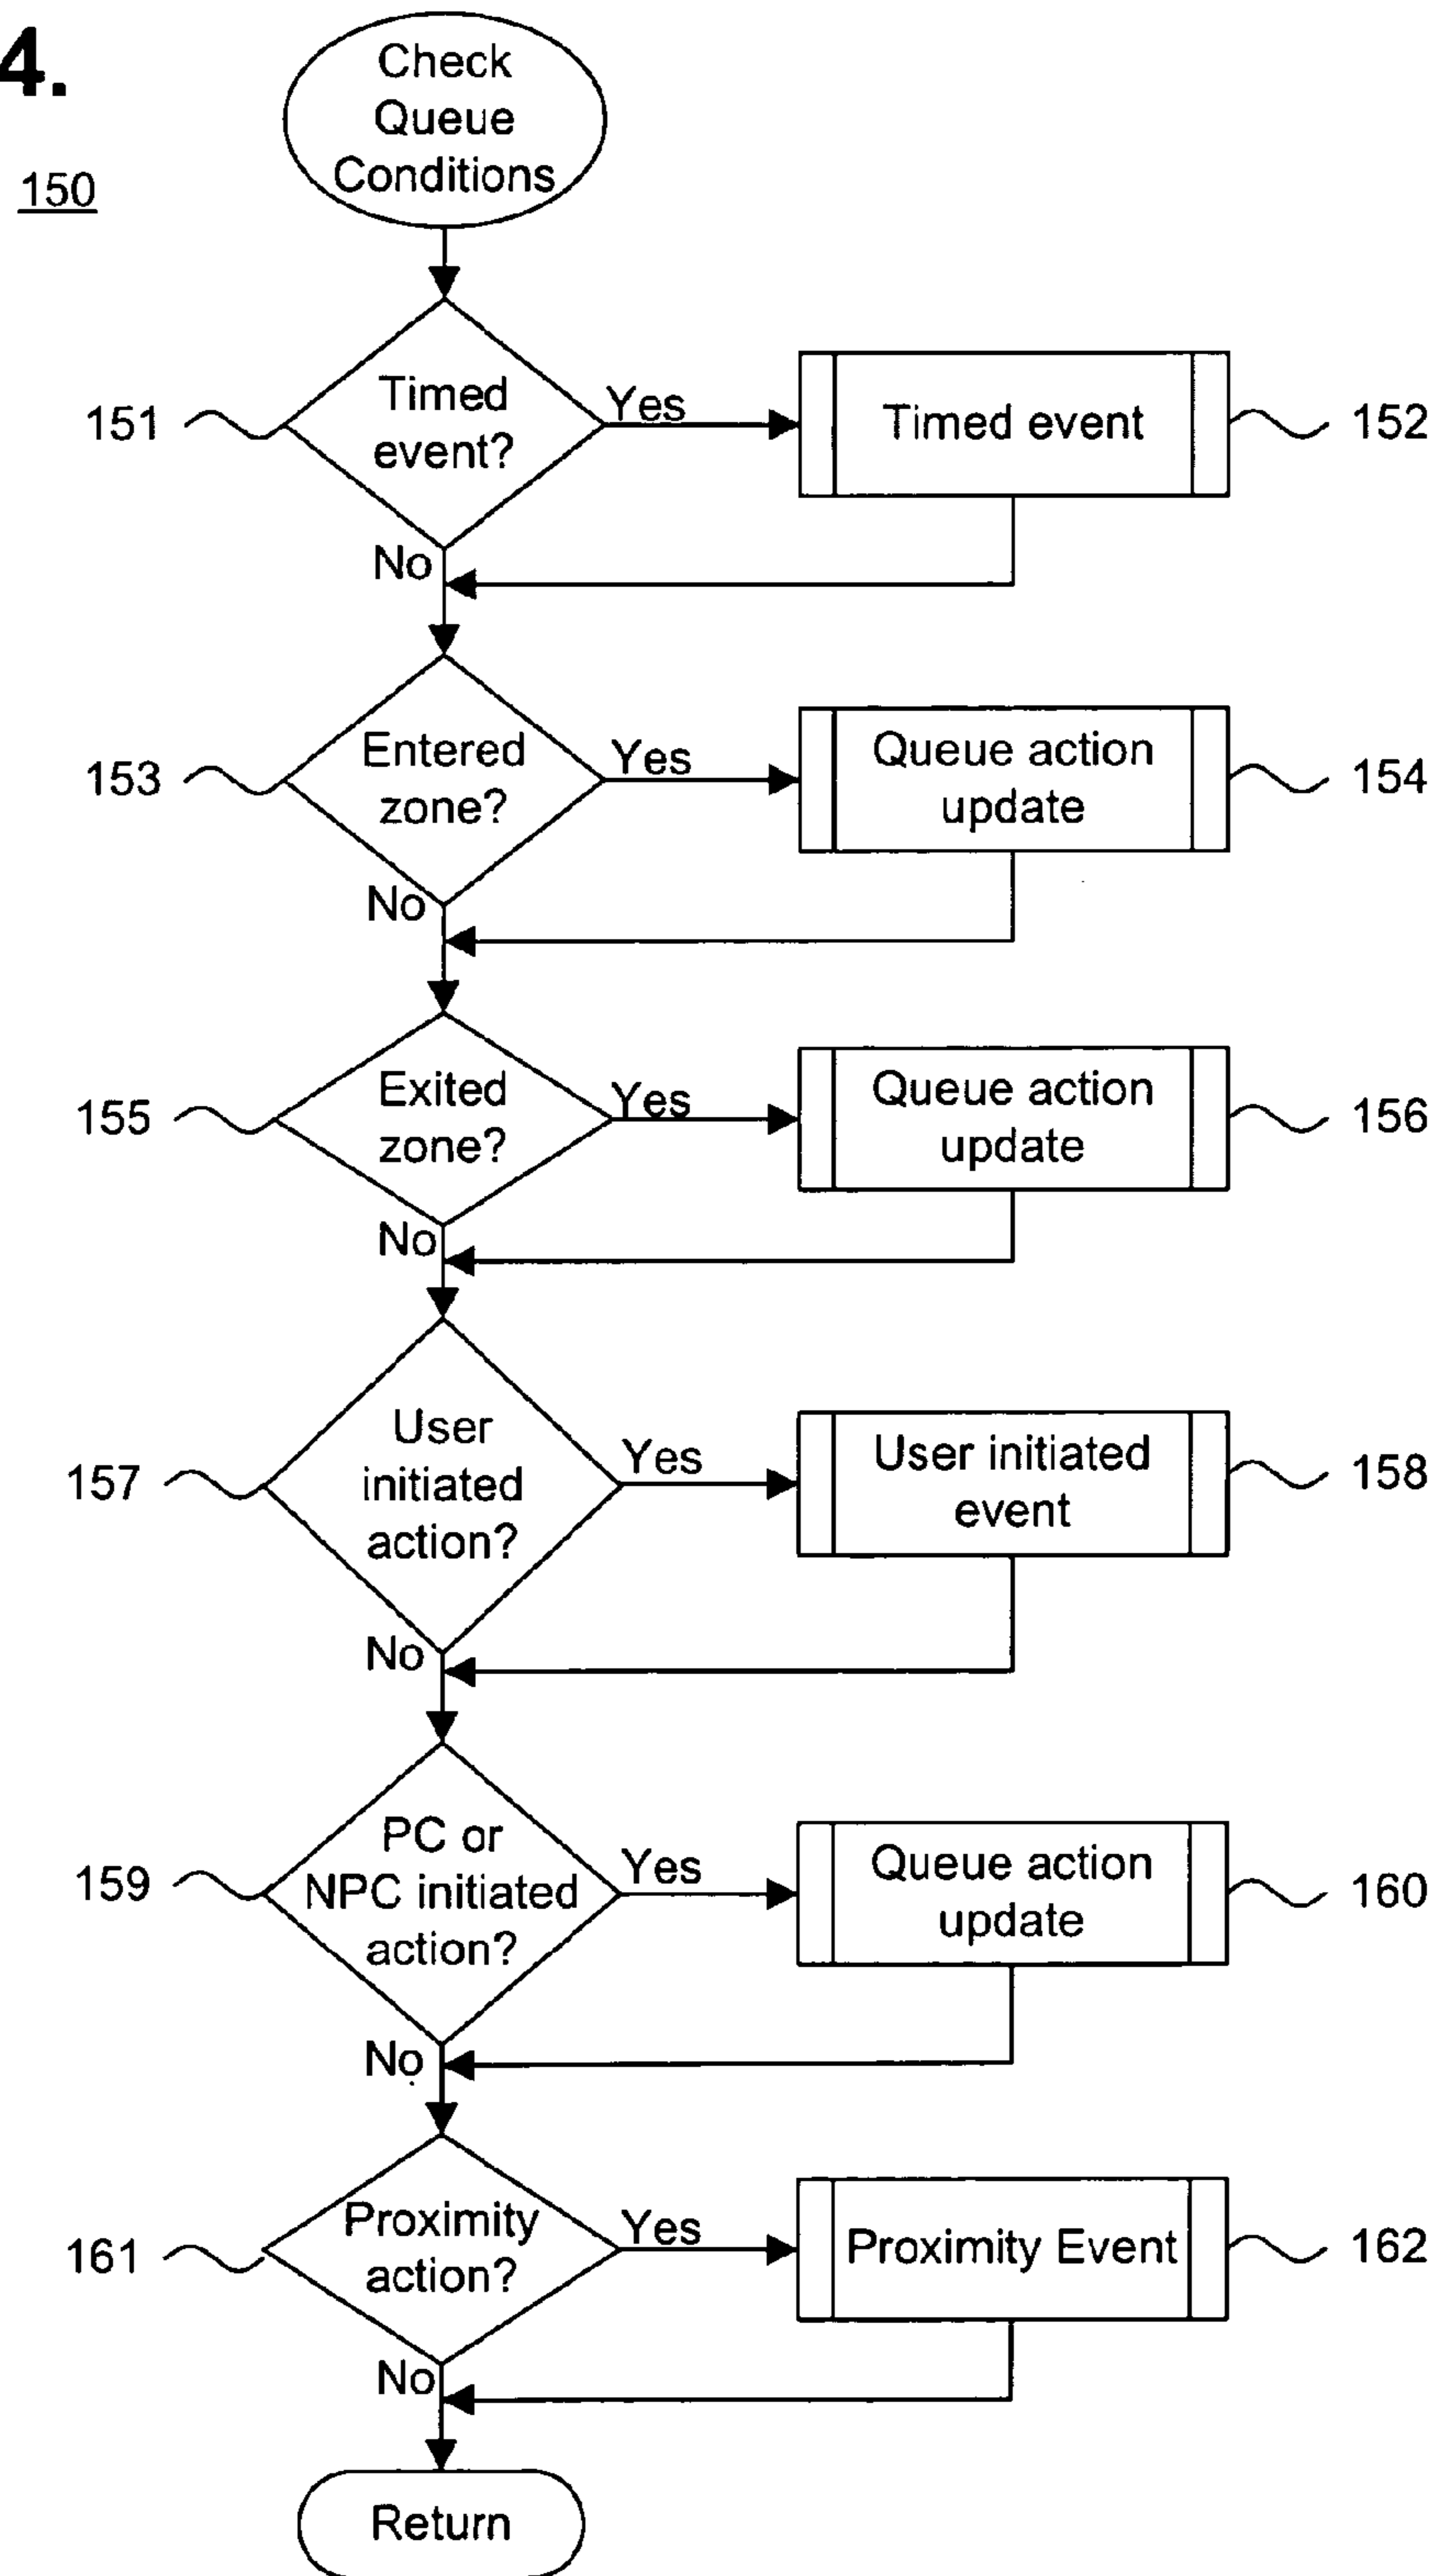 4.
150
Check
Queue
Conditions
151
Timed
event?
Yes
Timed event
152
No
153
Entered
zone?
Yes
Queue action
update
154
No
155
Exited
zone?
Yes
Queue action
update
156
No
157
User
initiated
action?
Yes
User initiated
event
158
No
159
PC or
NPC initiated
action?
Yes
Queue action
update
160
No
161
Proximity
action?
Yes
Proximity Event
162
No
Return